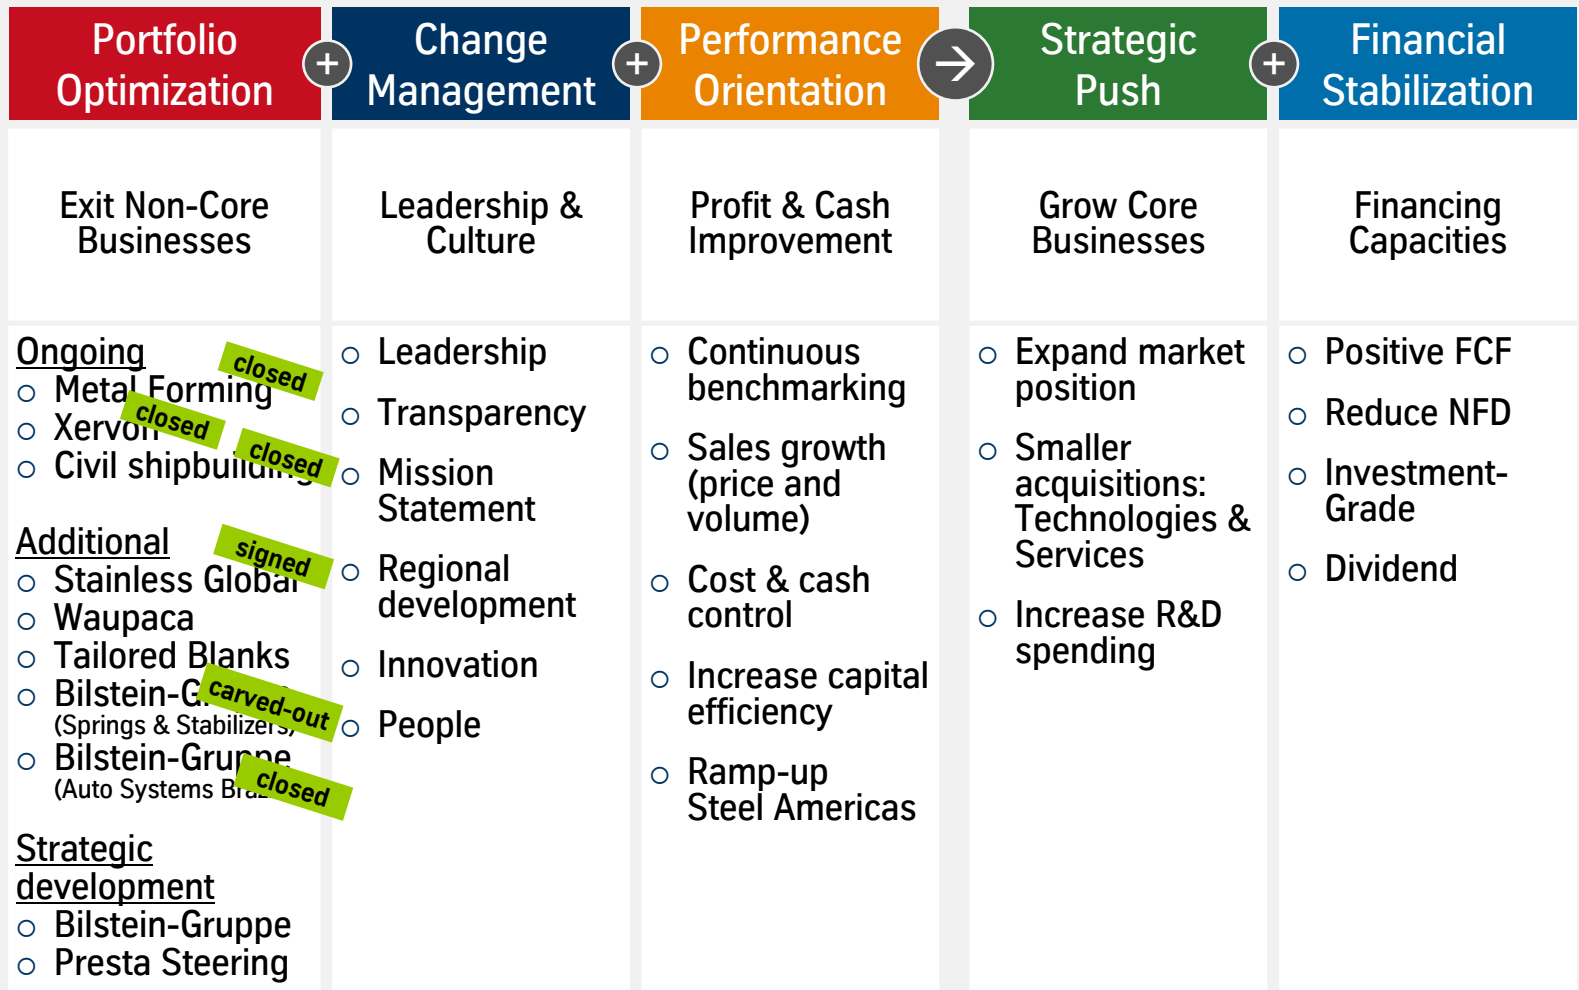 Portfolio
Optimization
+
Change
Management
+
Performance
Orientation
→
Strategic
Push
+
Financial
Stabilization
Exit Non-Core
Businesses
Leadership &
Culture
Profit & Cash
Improvement
Grow Core
Businesses
Financing
Capacities
Ongoing
closed
Metal Forming
Xervon
closed
Civil shipbuilding
closed
Additional
signed
Stainless Global
Waupaca
Tailored Blanks
Bilstein-Gruppe
carved-out
(Springs & Stabilizers)
Bilstein-Gruppe
(Auto Systems Brazil)
closed
Strategic
development
Bilstein-Gruppe
Presta Steering
Leadership
Transparency
Mission
Statement
Regional
development
Innovation
People
Continuous
benchmarking
Sales growth
(price and
volume)
Cost & cash
control
Increase capital
efficiency
Ramp-up
Steel Americas
Expand market
position
Smaller
acquisitions:
Technologies &
Services
Increase R&D
spending
Positive FCF
Reduce NFD
Investment-
Grade
Dividend